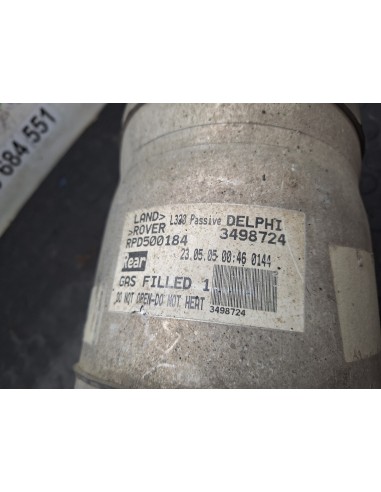 684 551
LAND> L320 Passive DELPHI
>ROVER 3498724
RPD500184
Rear 23.05.05 00:46 0144
GAS FILLED 1
DO NOT OPEN-DO NOT HEAT
3498724